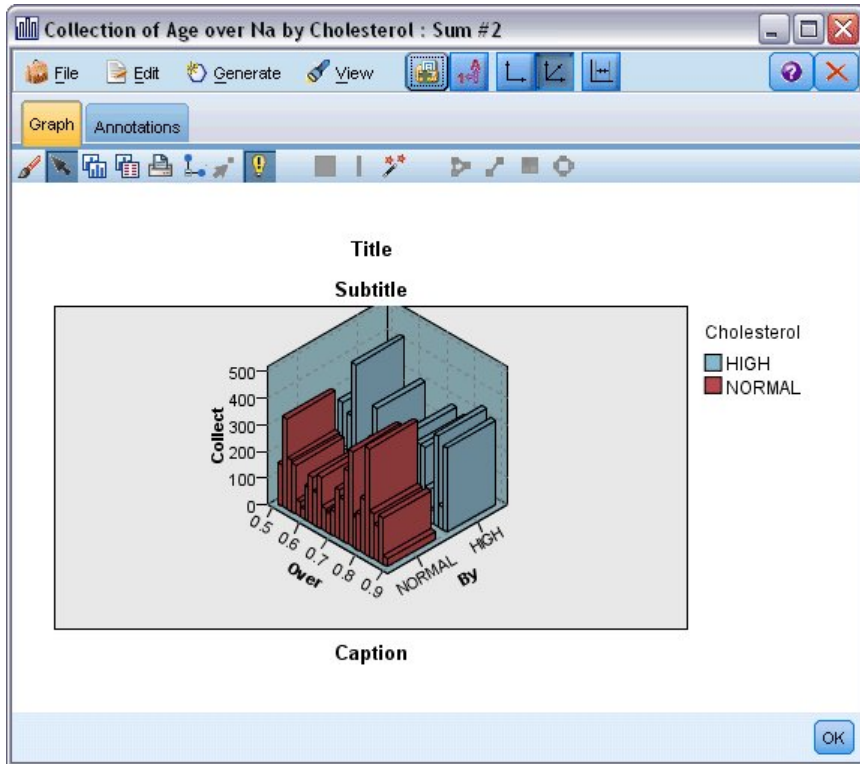 Collection of Age over Na by Cholesterol : Sum #2
File Edit Generate View
Graph Annotations
Title
Subtitle
Cholesterol
HIGH
NORMAL
500
400
300
200
100
0
Collect
0.5 0.6 0.7 0.8 0.9
Over
NORMAL HIGH
By
Caption
OK